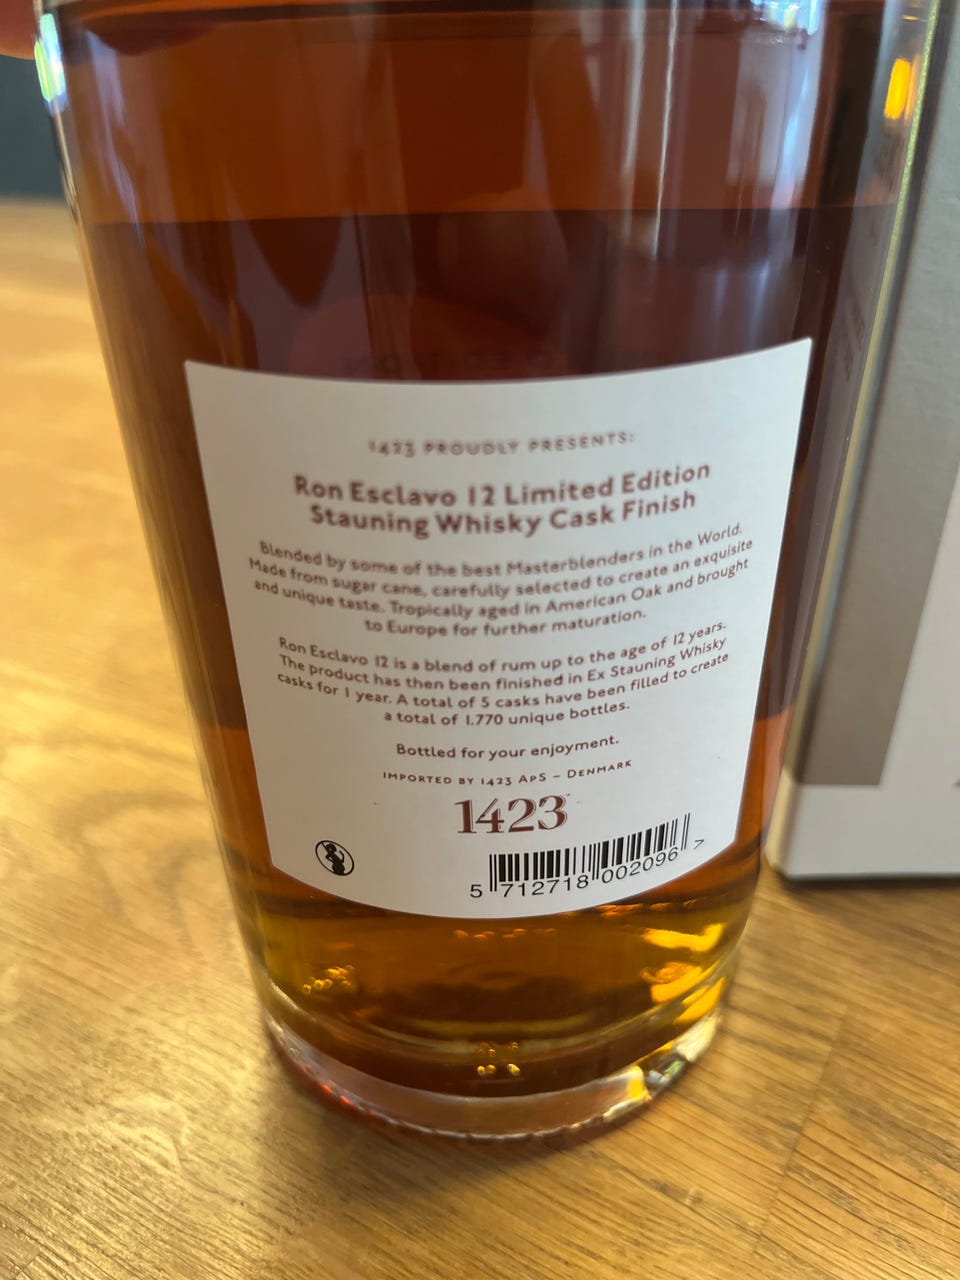 1423 PROUDLY PRESENTS:
Ron Esclavo 12 Limited Edition
Stauning Whisky Cask Finish
Blended by some of the best Masterblenders in the World.
Made from sugar cane, carefully selected to create an exquisite
and unique taste. Tropically aged in American Oak and brought
to Europe for further maturation.
Ron Esclavo 12 is a blend of rum up to the age of 12 years.
The product has then been finished in Ex Stauning Whisky
casks for 1 year. A total of 5 casks have been filled to create
a total of 1.770 unique bottles.
Bottled for your enjoyment.
IMPORTED BY 1423 APS – DENMARK
1423
5 712718 002096 7